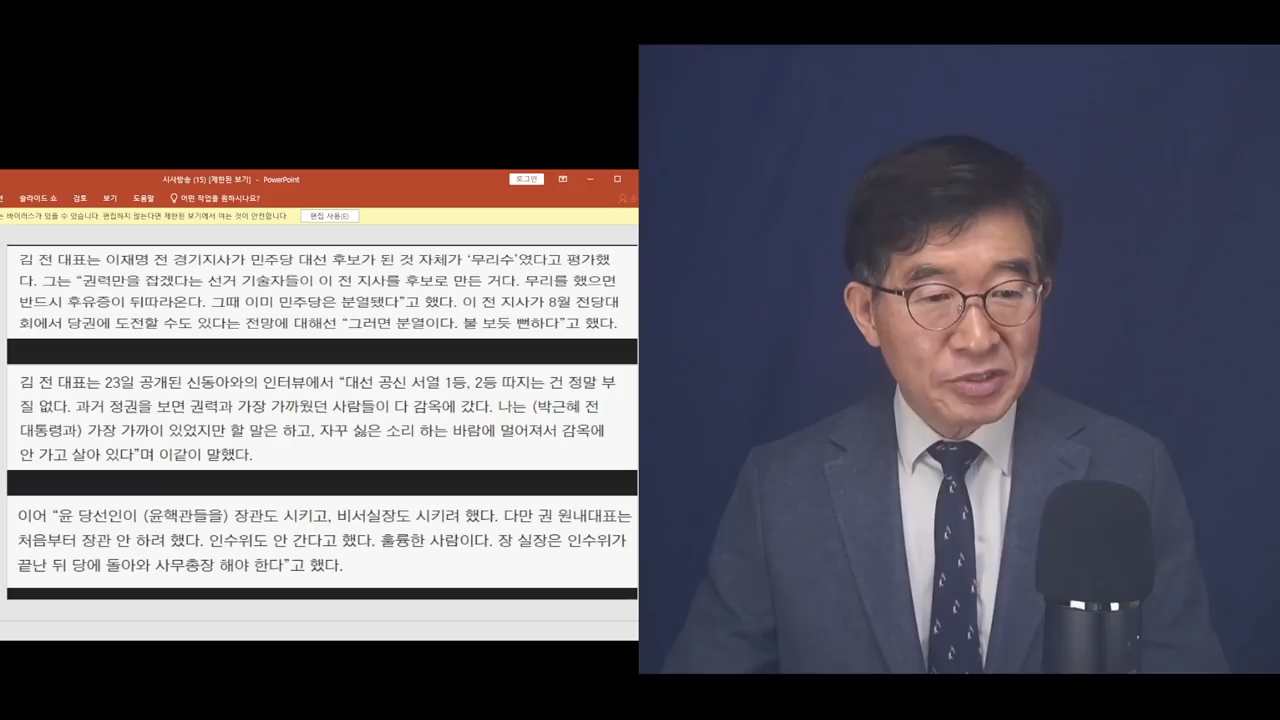 시사방송 (15) [제한된 보기] - PowerPoint
로그인
슬라이드 쇼 검토 보기 도움말 어떤 작업을 원하시나요?
바이러스가 있을 수 있습니다. 편집하지 않는다면 제한된 보기에서 여는 것이 안전합니다. 편집 사용(E)
김 전 대표는 이재명 전 경기지사가 민주당 대선 후보가 된 것 자체가 ‘무리수’였다고 평가했
다. 그는 “권력만을 잡겠다는 선거 기술자들이 이 전 지사를 후보로 만든 거다. 무리를 했으면
반드시 후유증이 뒤따라온다. 그때 이미 민주당은 분열됐다”고 했다. 이 전 지사가 8월 전당대
회에서 당권에 도전할 수도 있다는 전망에 대해선 “그러면 분열이다. 불 보듯 뻔하다”고 했다.
김 전 대표는 23일 공개된 신동아와의 인터뷰에서 “대선 공신 서열 1등, 2등 따지는 건 정말 부
질 없다. 과거 정권을 보면 권력과 가장 가까웠던 사람들이 다 감옥에 갔다. 나는 (박근혜 전
대통령과) 가장 가까이 있었지만 할 말은 하고, 자꾸 싫은 소리 하는 바람에 멀어져서 감옥에
안 가고 살아 있다”며 이같이 말했다.
이어 “윤 당선인이 (윤핵관들을) 장관도 시키고, 비서실장도 시키려 했다. 다만 권 원내대표는
처음부터 장관 안 하려 했다. 인수위도 안 간다고 했다. 훌륭한 사람이다. 장 실장은 인수위가
끝난 뒤 당에 돌아와 사무총장 해야 한다”고 했다.